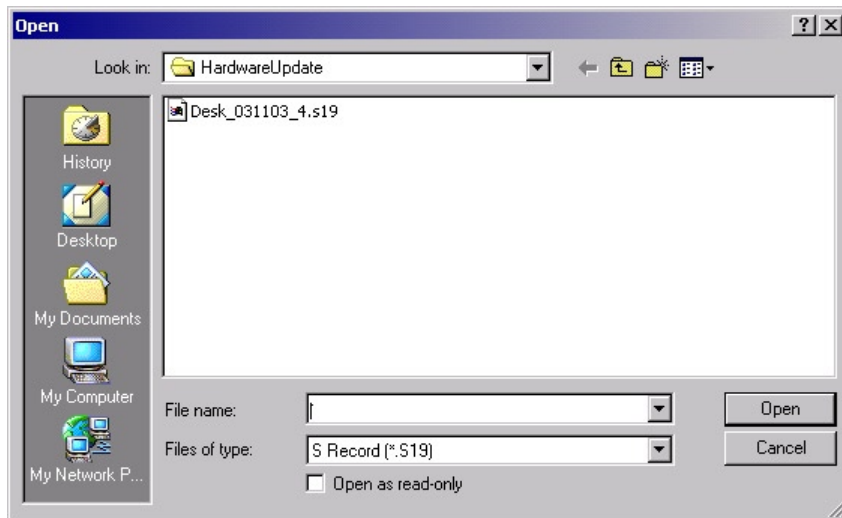 Open
Look in: HardwareUpdate
Desk_031103_4.s19
History
Desktop
My Documents
My Computer
My Network P...
File name:
Open
Files of type: S Record (*.S19)
Cancel
Open as read-only